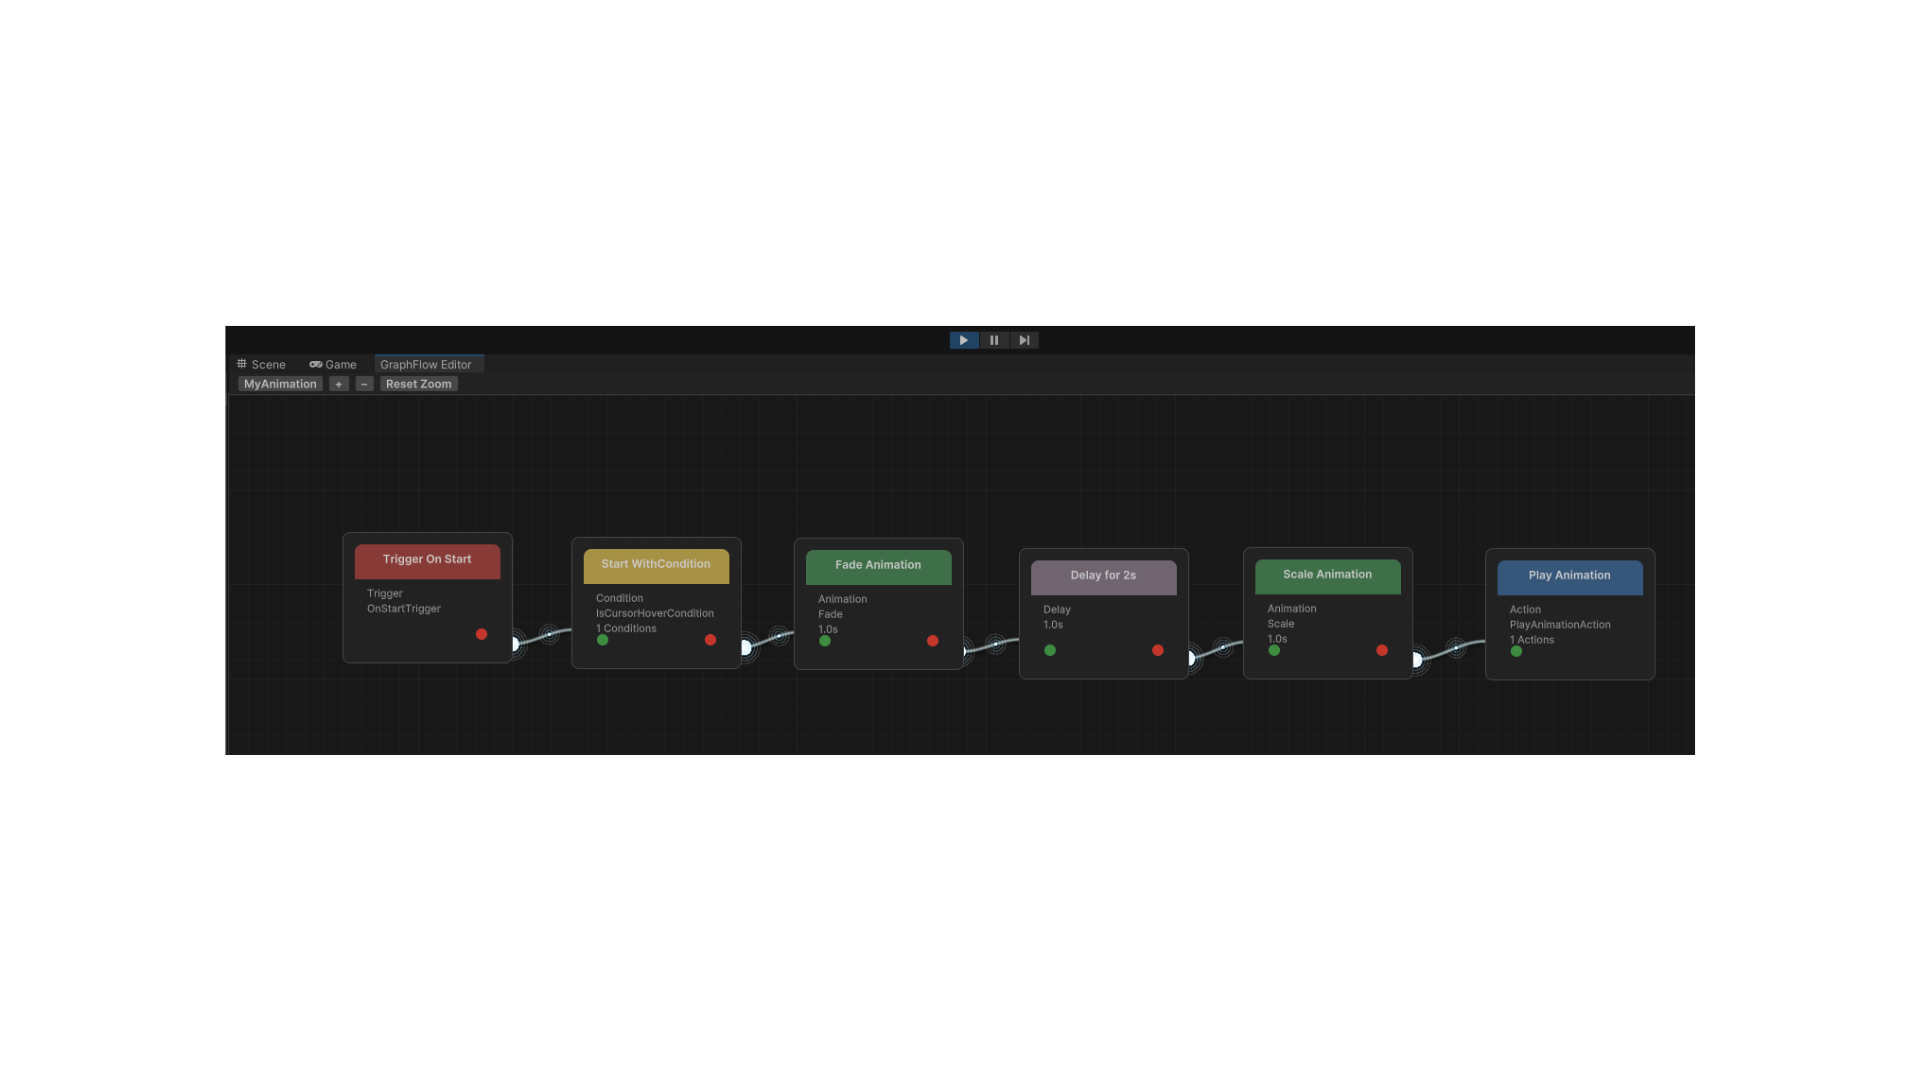 Scene
Game
GraphFlow Editor
MyAnimation
+
−
Reset Zoom
Trigger On Start
Trigger
OnStartTrigger
Start WithCondition
Condition
IsCursorHoverCondition
1 Conditions
Fade Animation
Animation
Fade
1.0s
Delay for 2s
Delay
1.0s
Scale Animation
Animation
Scale
1.0s
Play Animation
Action
PlayAnimationAction
1 Actions